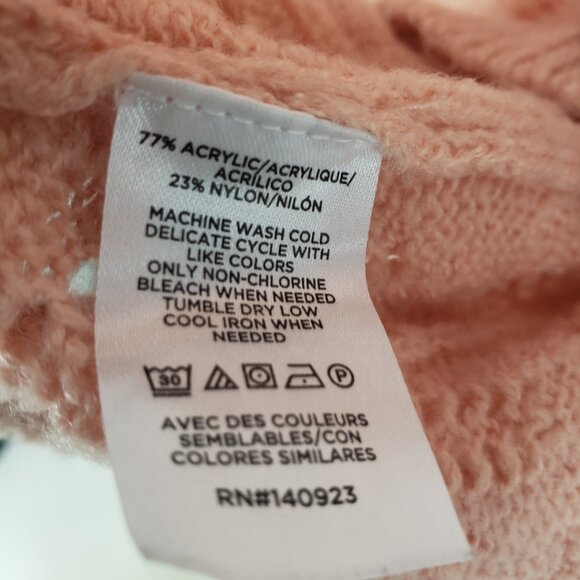 77% ACRYLIC/ACRYLIQUE/
ACRÍLICO
23% NYLON/NILÓN
MACHINE WASH COLD
DELICATE CYCLE WITH
LIKE COLORS
ONLY NON-CHLORINE
BLEACH WHEN NEEDED
TUMBLE DRY LOW
COOL IRON WHEN
NEEDED
30 P
AVEC DES COULEURS
SEMBLABLES/CON
COLORES SIMILARES
RN#140923